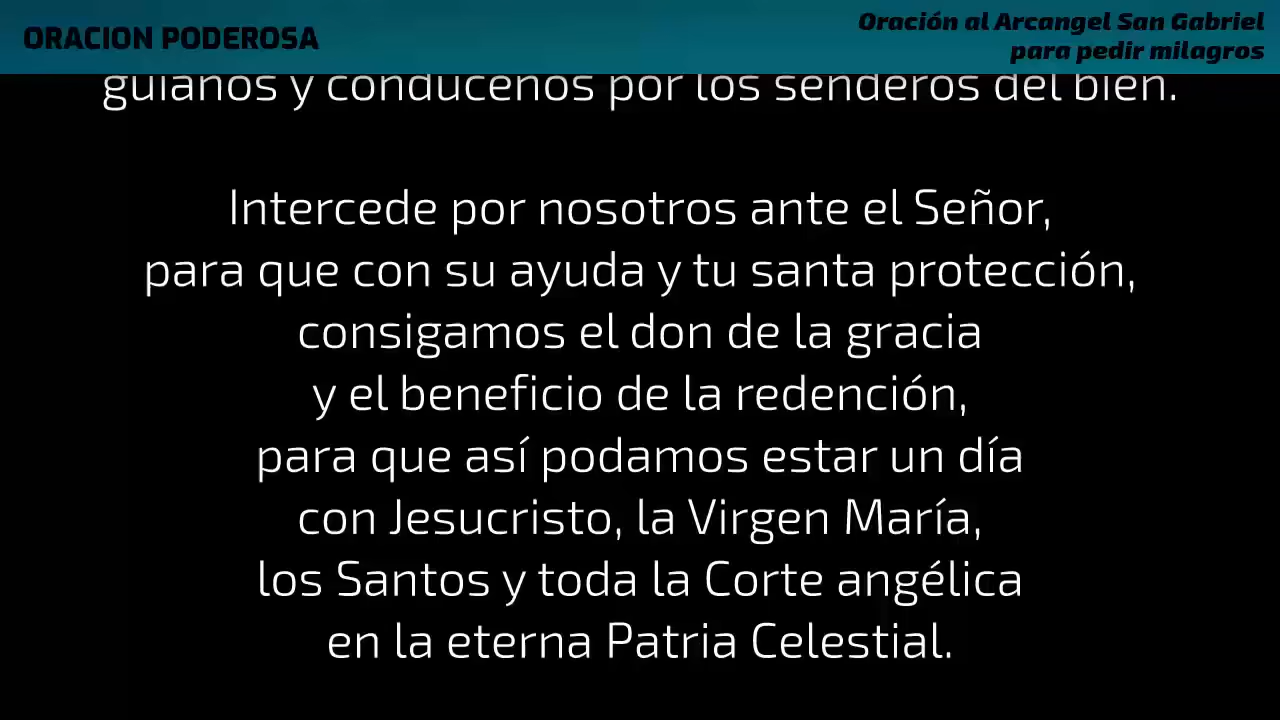 ORACION PODEROSA
Oración al Arcangel San Gabriel
para pedir milagros
guíanos y condúcenos por los senderos del bien.
Intercede por nosotros ante el Señor,
para que con su ayuda y tu santa protección,
consigamos el don de la gracia
y el beneficio de la redención,
para que así podamos estar un día
con Jesucristo, la Virgen María,
los Santos y toda la Corte angélica
en la eterna Patria Celestial.